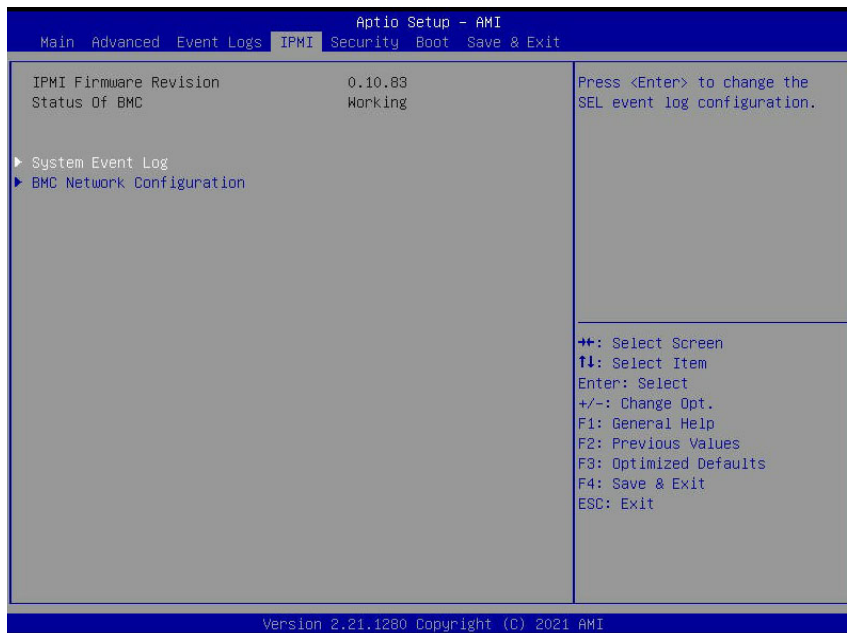 Aptio Setup - AMI
Main Advanced Event Logs IPMI Security Boot Save & Exit
IPMI Firmware Revision 0.10.83
Status Of BMC Working
▶ System Event Log
▶ BMC Network Configuration
Press <Enter> to change the
SEL event log configuration.
→←: Select Screen
↑↓: Select Item
Enter: Select
+/-: Change Opt.
F1: General Help
F2: Previous Values
F3: Optimized Defaults
F4: Save & Exit
ESC: Exit
Version 2.21.1280 Copyright (C) 2021 AMI